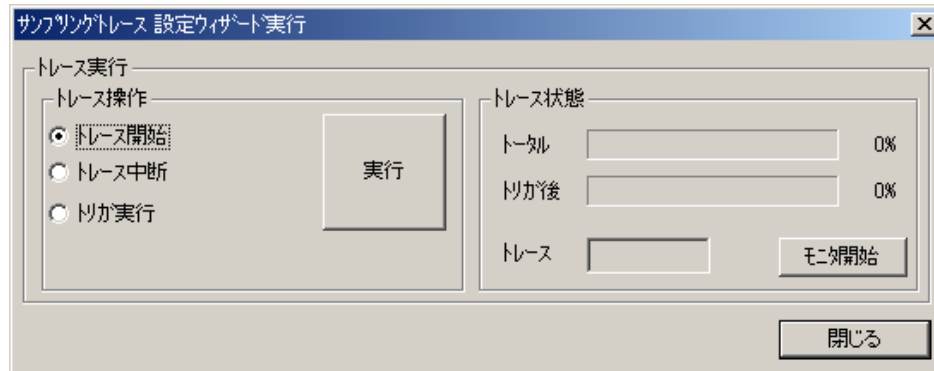 サンプリングトレース 設定ウィザード実行
トレース実行
トレース操作
トレース開始
トレース中断
トリガ実行
実行
トレース状態
トータル 0%
トリガ後 0%
トレース
モニタ開始
閉じる